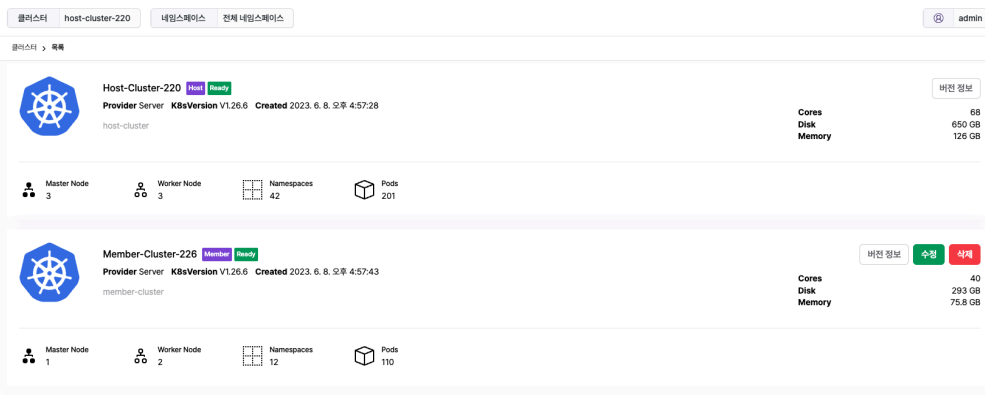 클러스터 host-cluster-220 네임스페이스 전체 네임스페이스 admin
클러스터 > 목록
Host-Cluster-220 Host Ready 버전 정보
Provider Server K8sVersion V1.26.6 Created 2023. 6. 8. 오후 4:57:28
host-cluster
Cores 68
Disk 650 GB
Memory 126 GB
Master Node Worker Node Namespaces Pods
3 3 42 201
Member-Cluster-226 Member Ready 버전 정보 수정 삭제
Provider Server K8sVersion V1.26.6 Created 2023. 6. 8. 오후 4:57:43
member-cluster
Cores 40
Disk 293 GB
Memory 75.8 GB
Master Node Worker Node Namespaces Pods
1 2 12 110